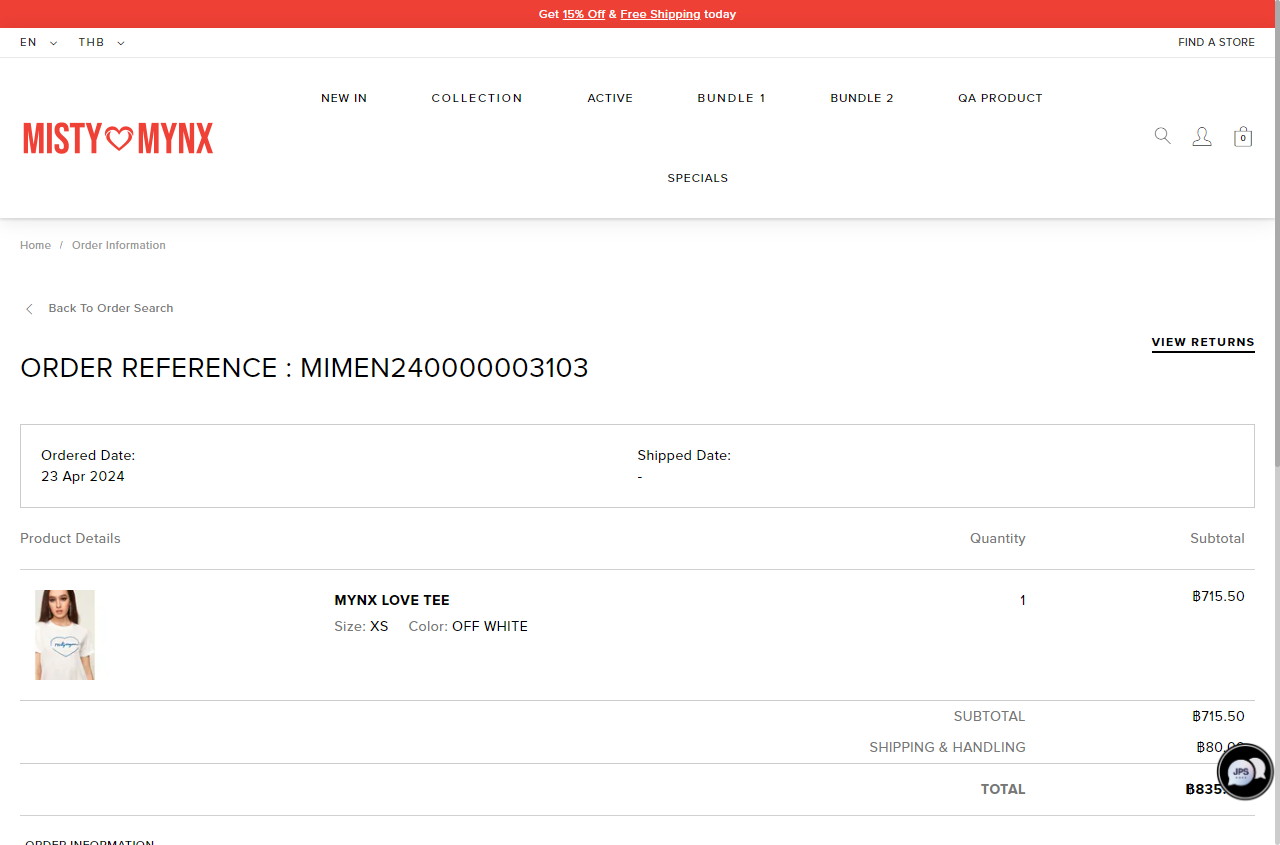 Get 15% Off & Free Shipping today
EN THB FIND A STORE
NEW IN COLLECTION ACTIVE BUNDLE 1 BUNDLE 2 QA PRODUCT
MISTY MYNX
0
SPECIALS
Home / Order Information
Back To Order Search
VIEW RETURNS
ORDER REFERENCE : MIMEN240000003103
Ordered Date: Shipped Date:
23 Apr 2024 -
Product Details Quantity Subtotal
MYNX LOVE TEE 1 ฿715.50
Size: XS Color: OFF WHITE
SUBTOTAL ฿715.50
SHIPPING & HANDLING ฿80.00
JPS
TOTAL ฿835.
ORDER INFORMATION